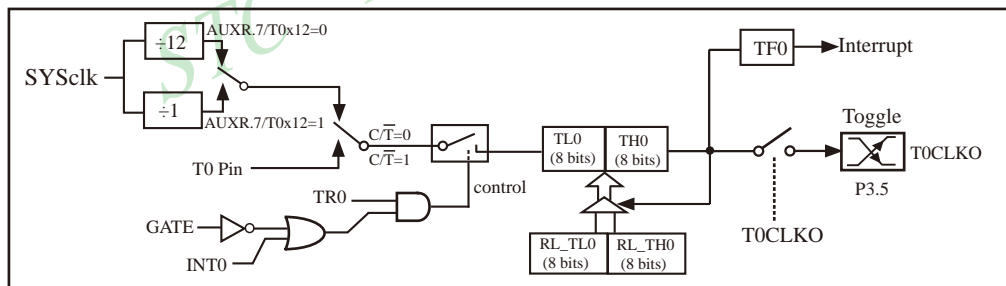 AUXR.7/T0x12=0
÷12
SYSclk
÷1
AUXR.7/T0x12=1
T0 Pin
C/T̅=0
C/T̅=1
control
TR0
GATE
INT0
TL0
(8 bits)
TH0
(8 bits)
RL_TL0
(8 bits)
RL_TH0
(8 bits)
TF0
Interrupt
Toggle
T0CLKO
P3.5
T0CLKO
STC